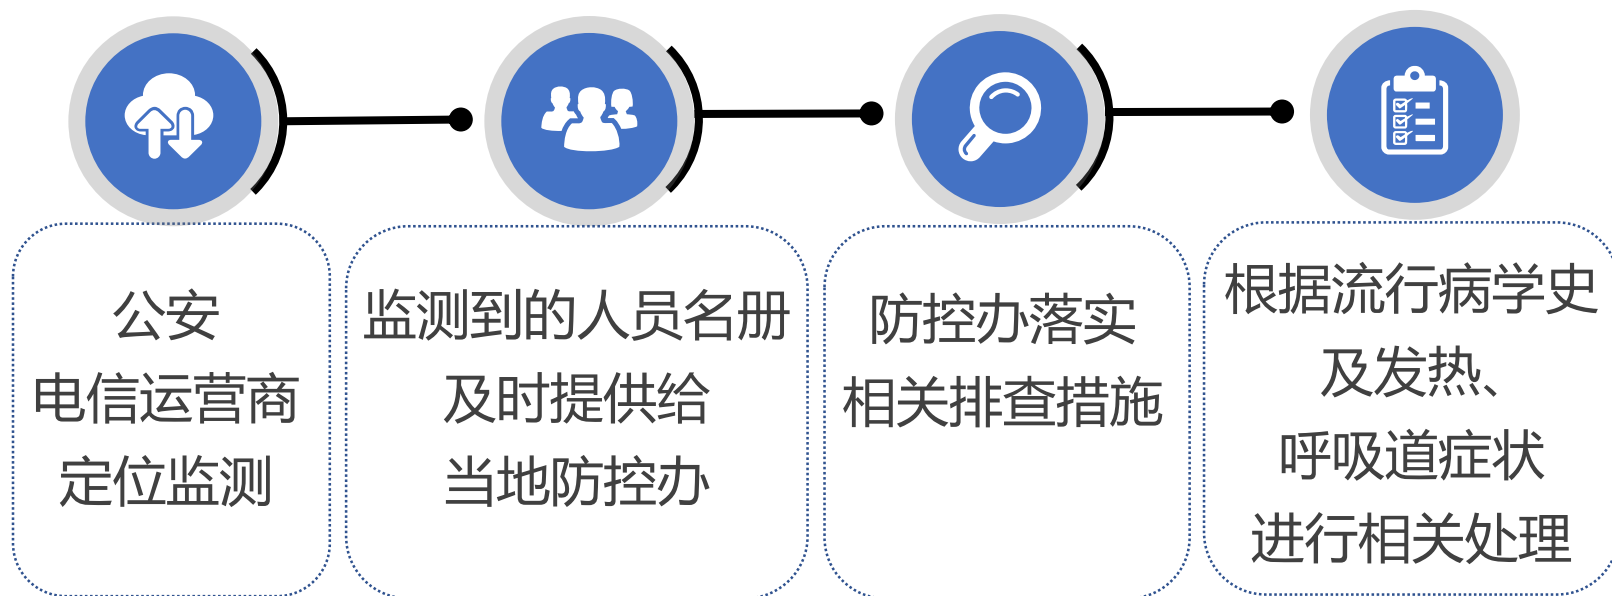 公安
电信运营商
定位监测
监测到的人员名册
及时提供给
当地防控办
防控办落实
相关排查措施
根据流行病学史
及发热、
呼吸道症状
进行相关处理